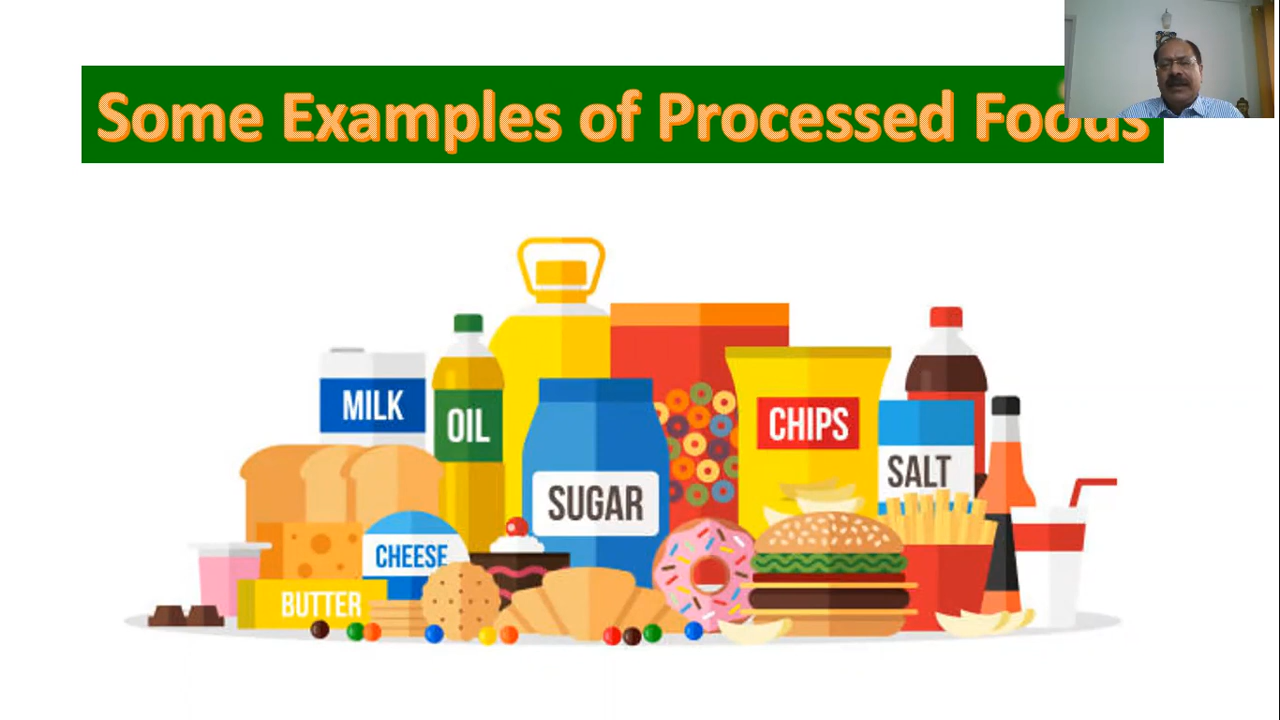 Some Examples of Processed Foods
MILK
OIL
CHIPS
SUGAR
SALT
CHEESE
BUTTER